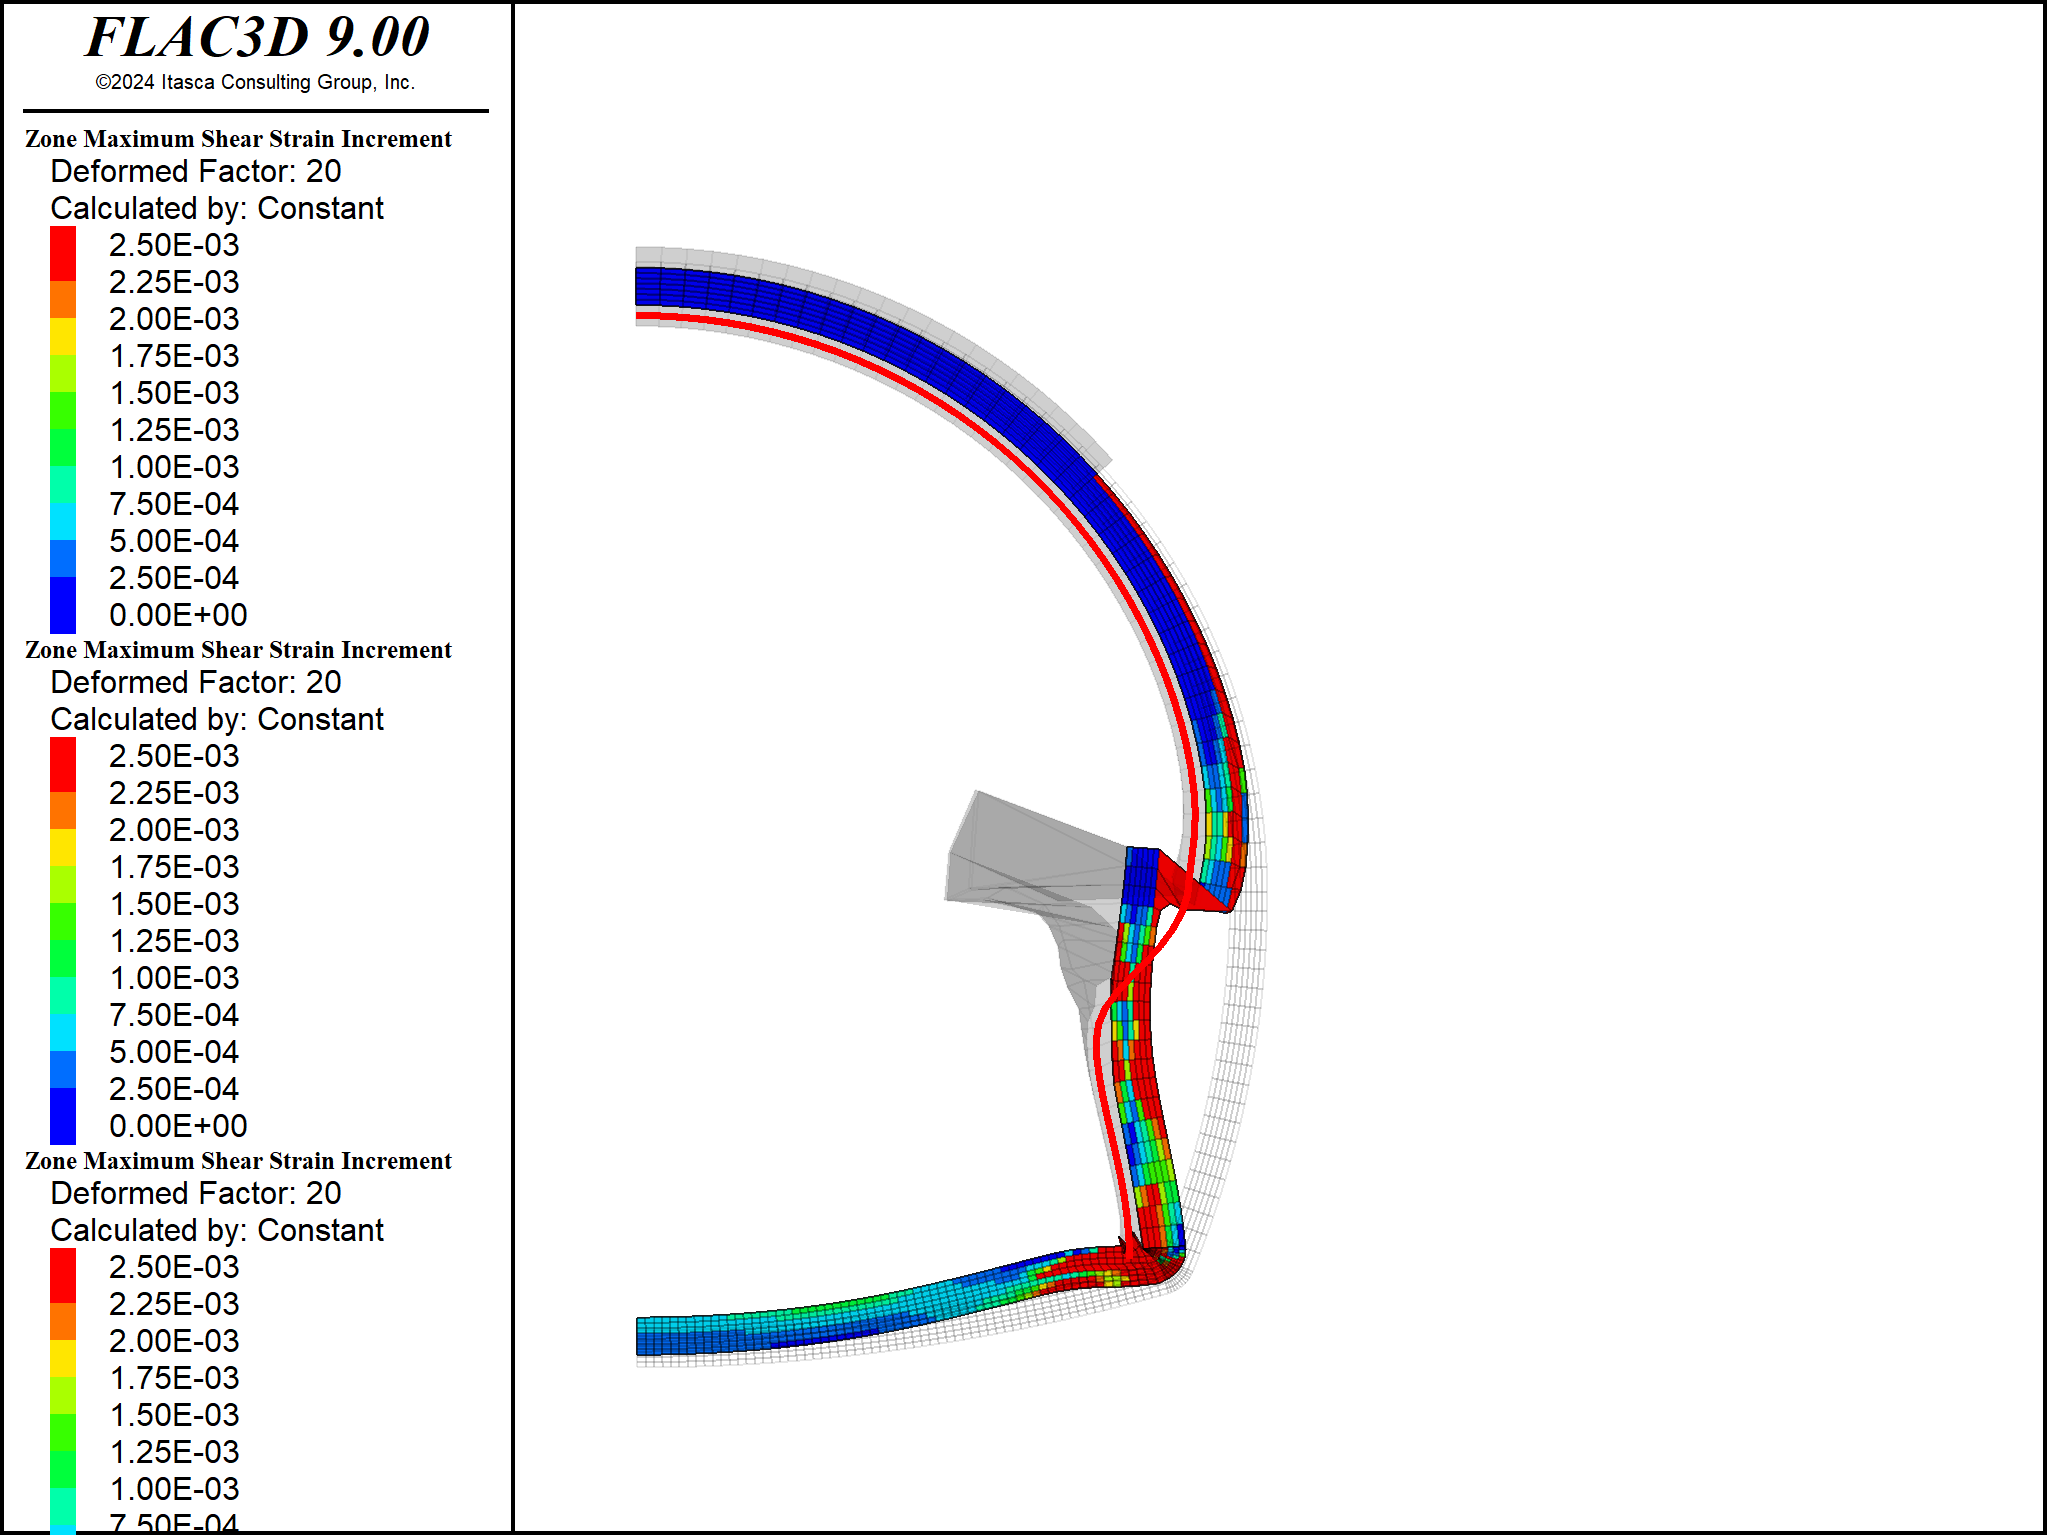 FLAC3D 9.00
©2024 Itasca Consulting Group, Inc.
Zone Maximum Shear Strain Increment
Deformed Factor: 20
Calculated by: Constant
2.50E-03
2.25E-03
2.00E-03
1.75E-03
1.50E-03
1.25E-03
1.00E-03
7.50E-04
5.00E-04
2.50E-04
0.00E+00
Zone Maximum Shear Strain Increment
Deformed Factor: 20
Calculated by: Constant
2.50E-03
2.25E-03
2.00E-03
1.75E-03
1.50E-03
1.25E-03
1.00E-03
7.50E-04
5.00E-04
2.50E-04
0.00E+00
Zone Maximum Shear Strain Increment
Deformed Factor: 20
Calculated by: Constant
2.50E-03
2.25E-03
2.00E-03
1.75E-03
1.50E-03
1.25E-03
1.00E-03
7.50E-04